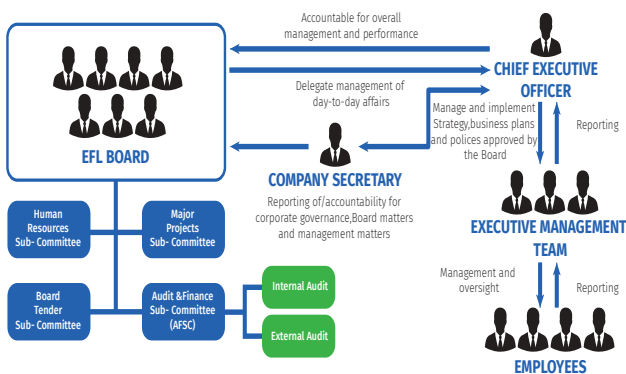 Accountable for overall
management and performance
CHIEF EXECUTIVE
OFFICER
Delegate management of
day-to-day affairs
EFL BOARD
Manage and implement
Strategy,business plans
and polices approved by
the Board
Reporting
COMPANY SECRETARY
Reporting of/accountability for
corporate governance,Board matters
and management matters
EXECUTIVE MANAGEMENT
TEAM
Human
Resources
Sub- Committee
Major
Projects
Sub- Committee
Board
Tender
Sub- Committee
Audit &Finance
Sub- Committee
(AFSC)
Internal Audit
External Audit
Management and
oversight
Reporting
EMPLOYEES